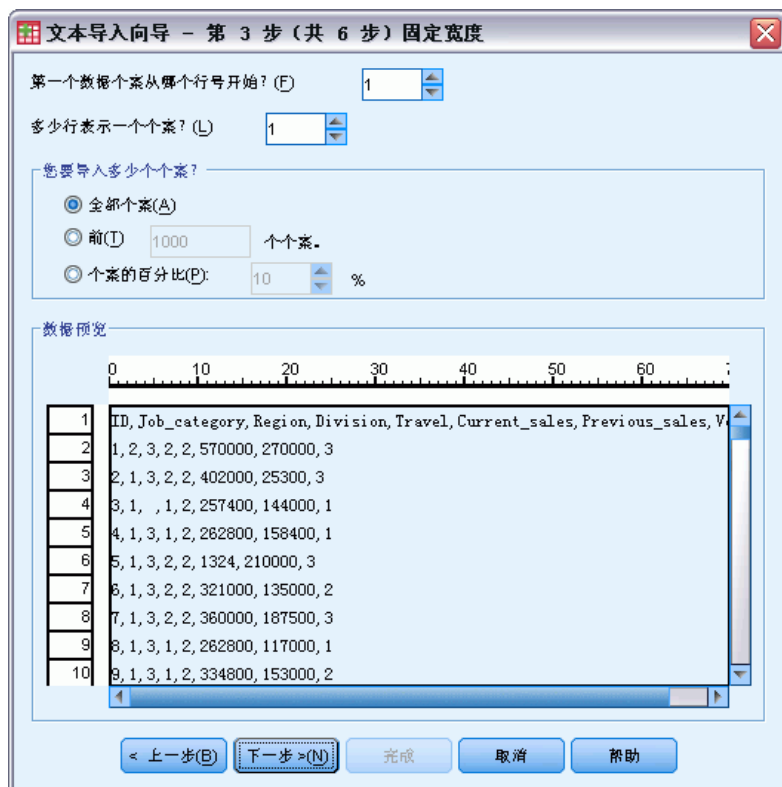 文本导入向导 - 第 3 步（共 6 步）固定宽度
第一个数据个案从哪个行号开始？(F) 1
多少行表示一个个案？(L) 1
您要导入多少个个案？
全部个案(A)
前(T) 1000 个个案。
个案的百分比(P): 10 %
数据预览
0 10 20 30 40 50 60
1 ID, Job_category, Region, Division, Travel, Current_sales, Previous_sales, V
2 1, 2, 3, 2, 2, 570000, 270000, 3
3 2, 1, 3, 2, 2, 402000, 25300, 3
4 3, 1, , 1, 2, 257400, 144000, 1
5 4, 1, 3, 1, 2, 262800, 158400, 1
6 5, 1, 3, 2, 2, 1324, 210000, 3
7 6, 1, 3, 2, 2, 321000, 135000, 2
8 7, 1, 3, 2, 2, 360000, 187500, 3
9 8, 1, 3, 1, 2, 262800, 117000, 1
10 9, 1, 3, 1, 2, 334800, 153000, 2
< 上一步(B) 下一步 >(N) 完成 取消 帮助